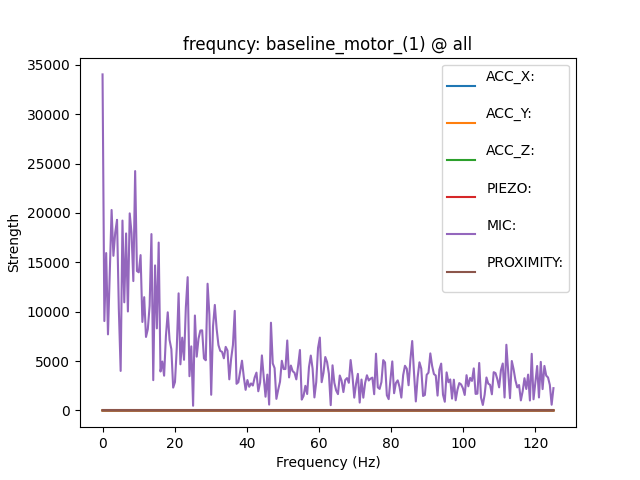 frequncy: baseline_motor_(1) @ all
35000
30000
25000
20000
15000
10000
5000
0
Strength
ACC_X:
ACC_Y:
ACC_Z:
PIEZO:
MIC:
PROXIMITY:
0 20 40 60 80 100 120
Frequency (Hz)